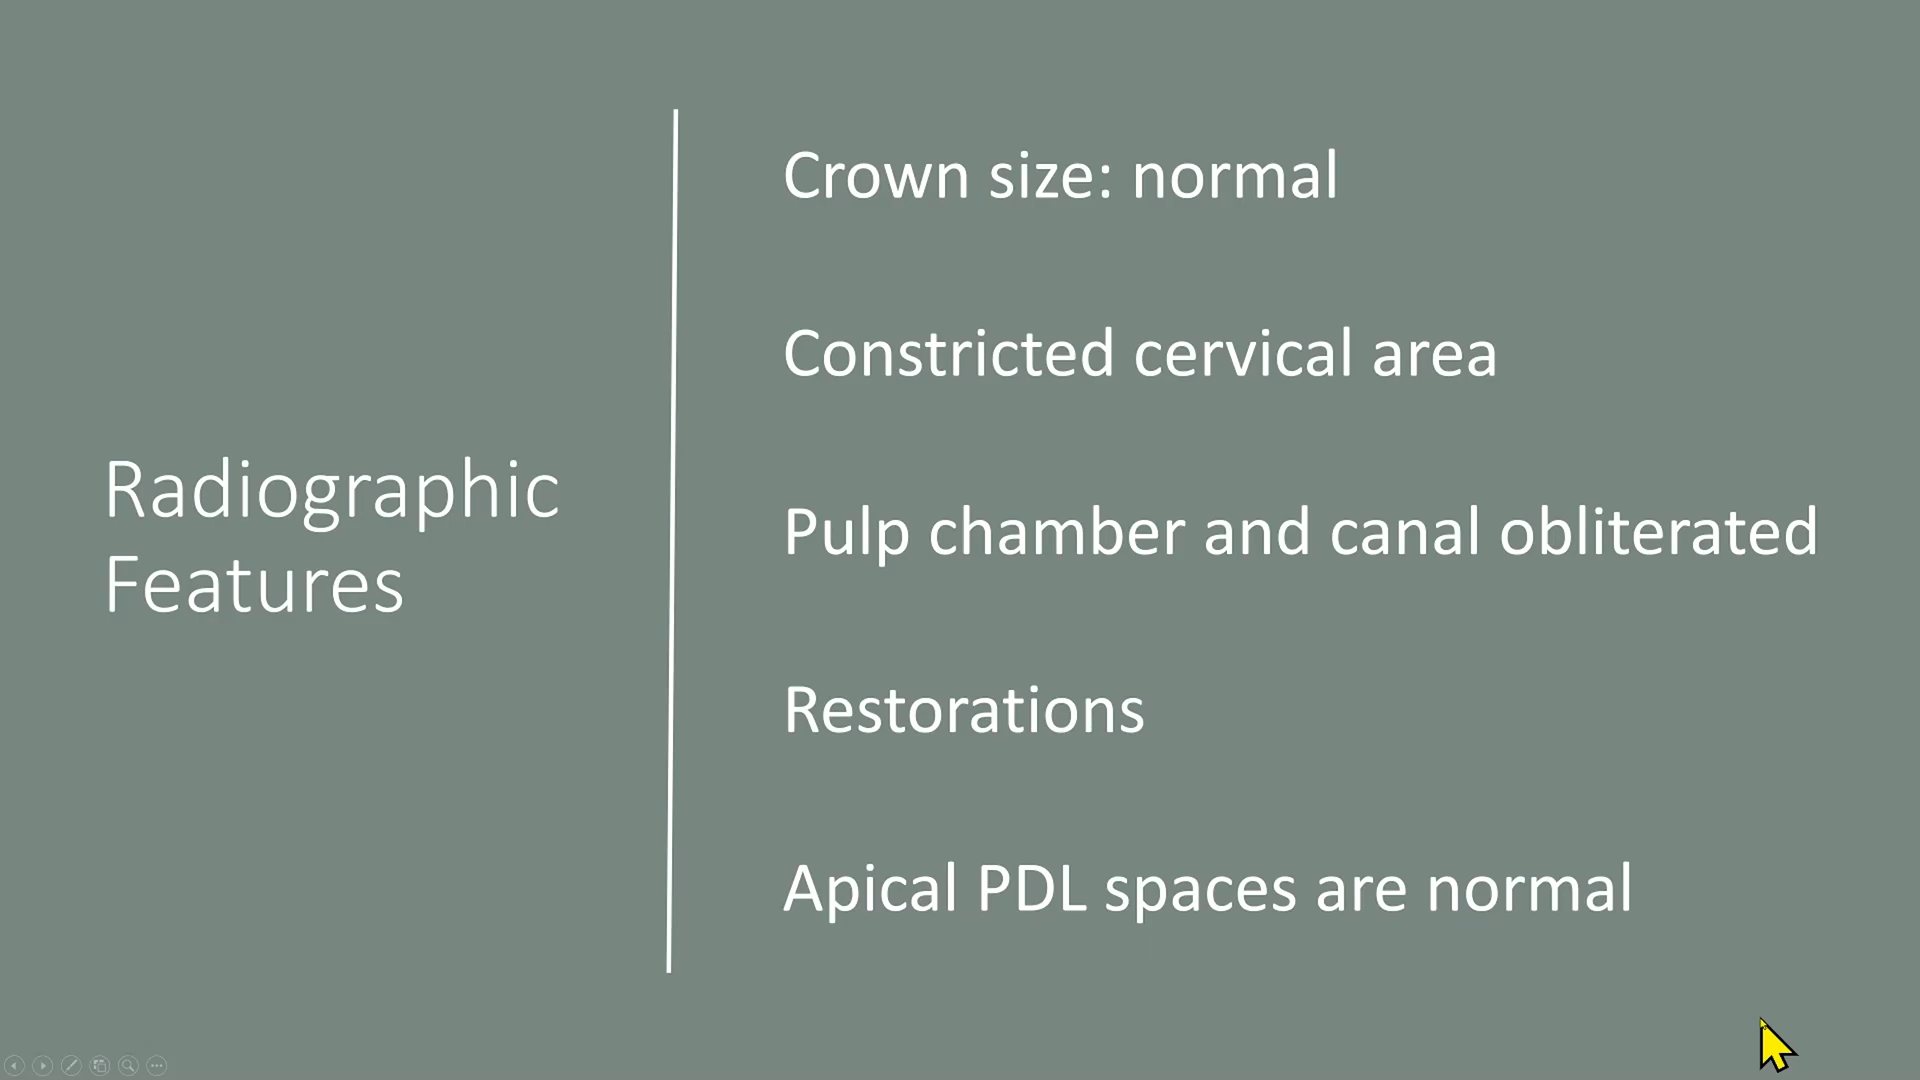 Radiographic
Features
Crown size: normal
Constricted cervical area
Pulp chamber and canal obliterated
Restorations
Apical PDL spaces are normal